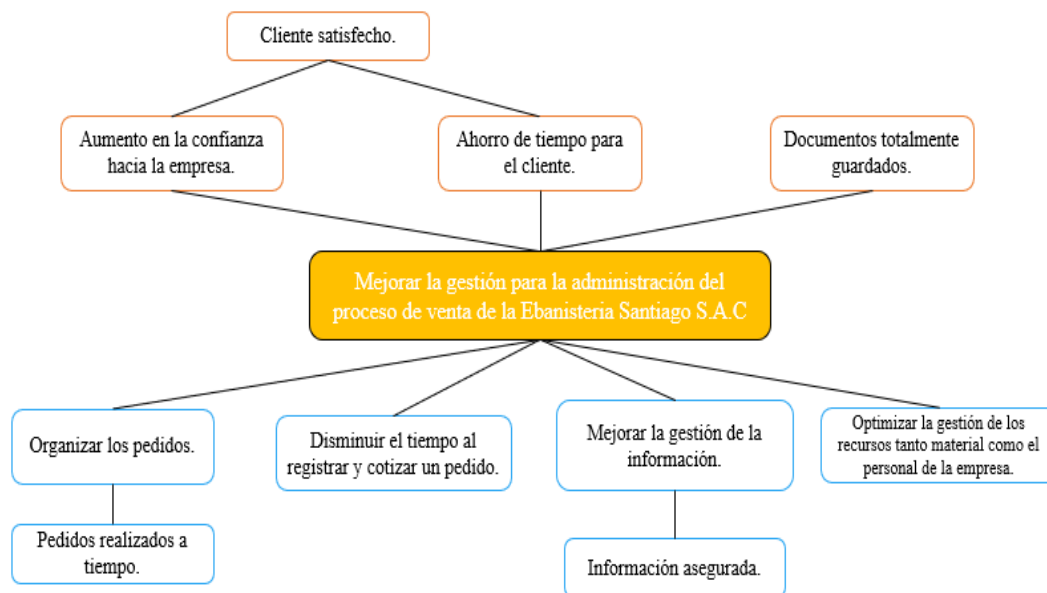 Cliente satisfecho.
Aumento en la confianza
hacia la empresa.
Ahorro de tiempo para
el cliente.
Documentos totalmente
guardados.
Mejorar la gestión para la administración del
proceso de venta de la Ebanisteria Santiago S.A.C
Organizar los pedidos.
Disminuir el tiempo al
registrar y cotizar un pedido.
Mejorar la gestión de la
información.
Optimizar la gestión de los
recursos tanto material como el
personal de la empresa.
Pedidos realizados a
tiempo.
Información asegurada.